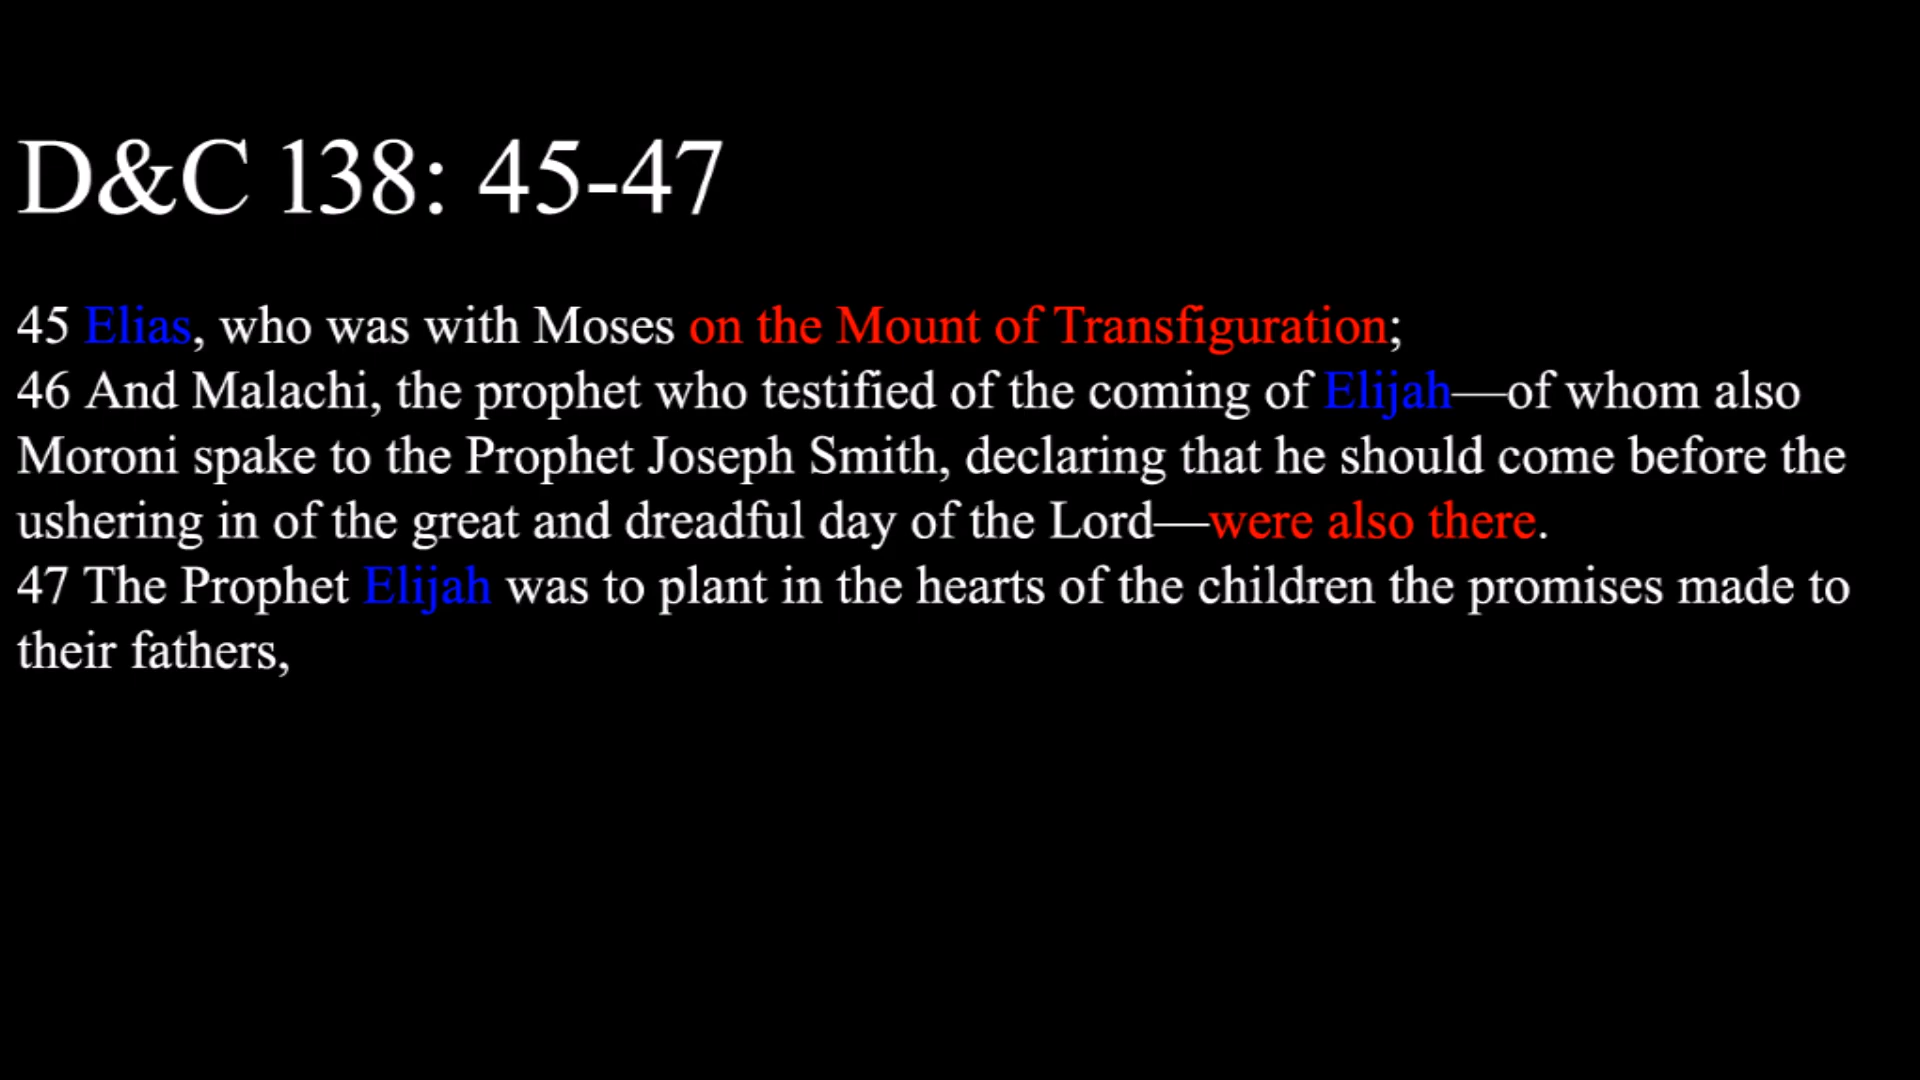 D&C 138: 45-47
45 Elias, who was with Moses on the Mount of Transfiguration;
46 And Malachi, the prophet who testified of the coming of Elijah—of whom also
Moroni spake to the Prophet Joseph Smith, declaring that he should come before the
ushering in of the great and dreadful day of the Lord—were also there.
47 The Prophet Elijah was to plant in the hearts of the children the promises made to
their fathers,